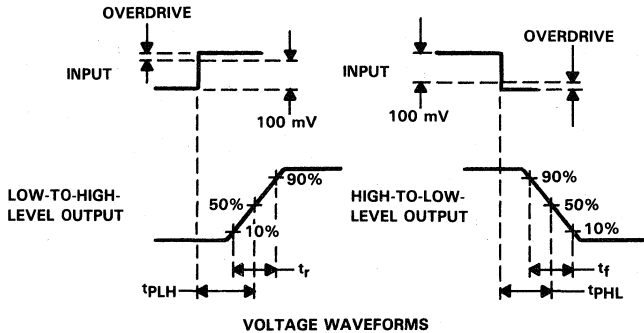 OVERDRIVE
INPUT
100 mV
OVERDRIVE
INPUT
100 mV
LOW-TO-HIGH-
LEVEL OUTPUT
90%
50%
10%
tr
tPLH
HIGH-TO-LOW-
LEVEL OUTPUT
90%
50%
10%
tf
tPHL
VOLTAGE WAVEFORMS